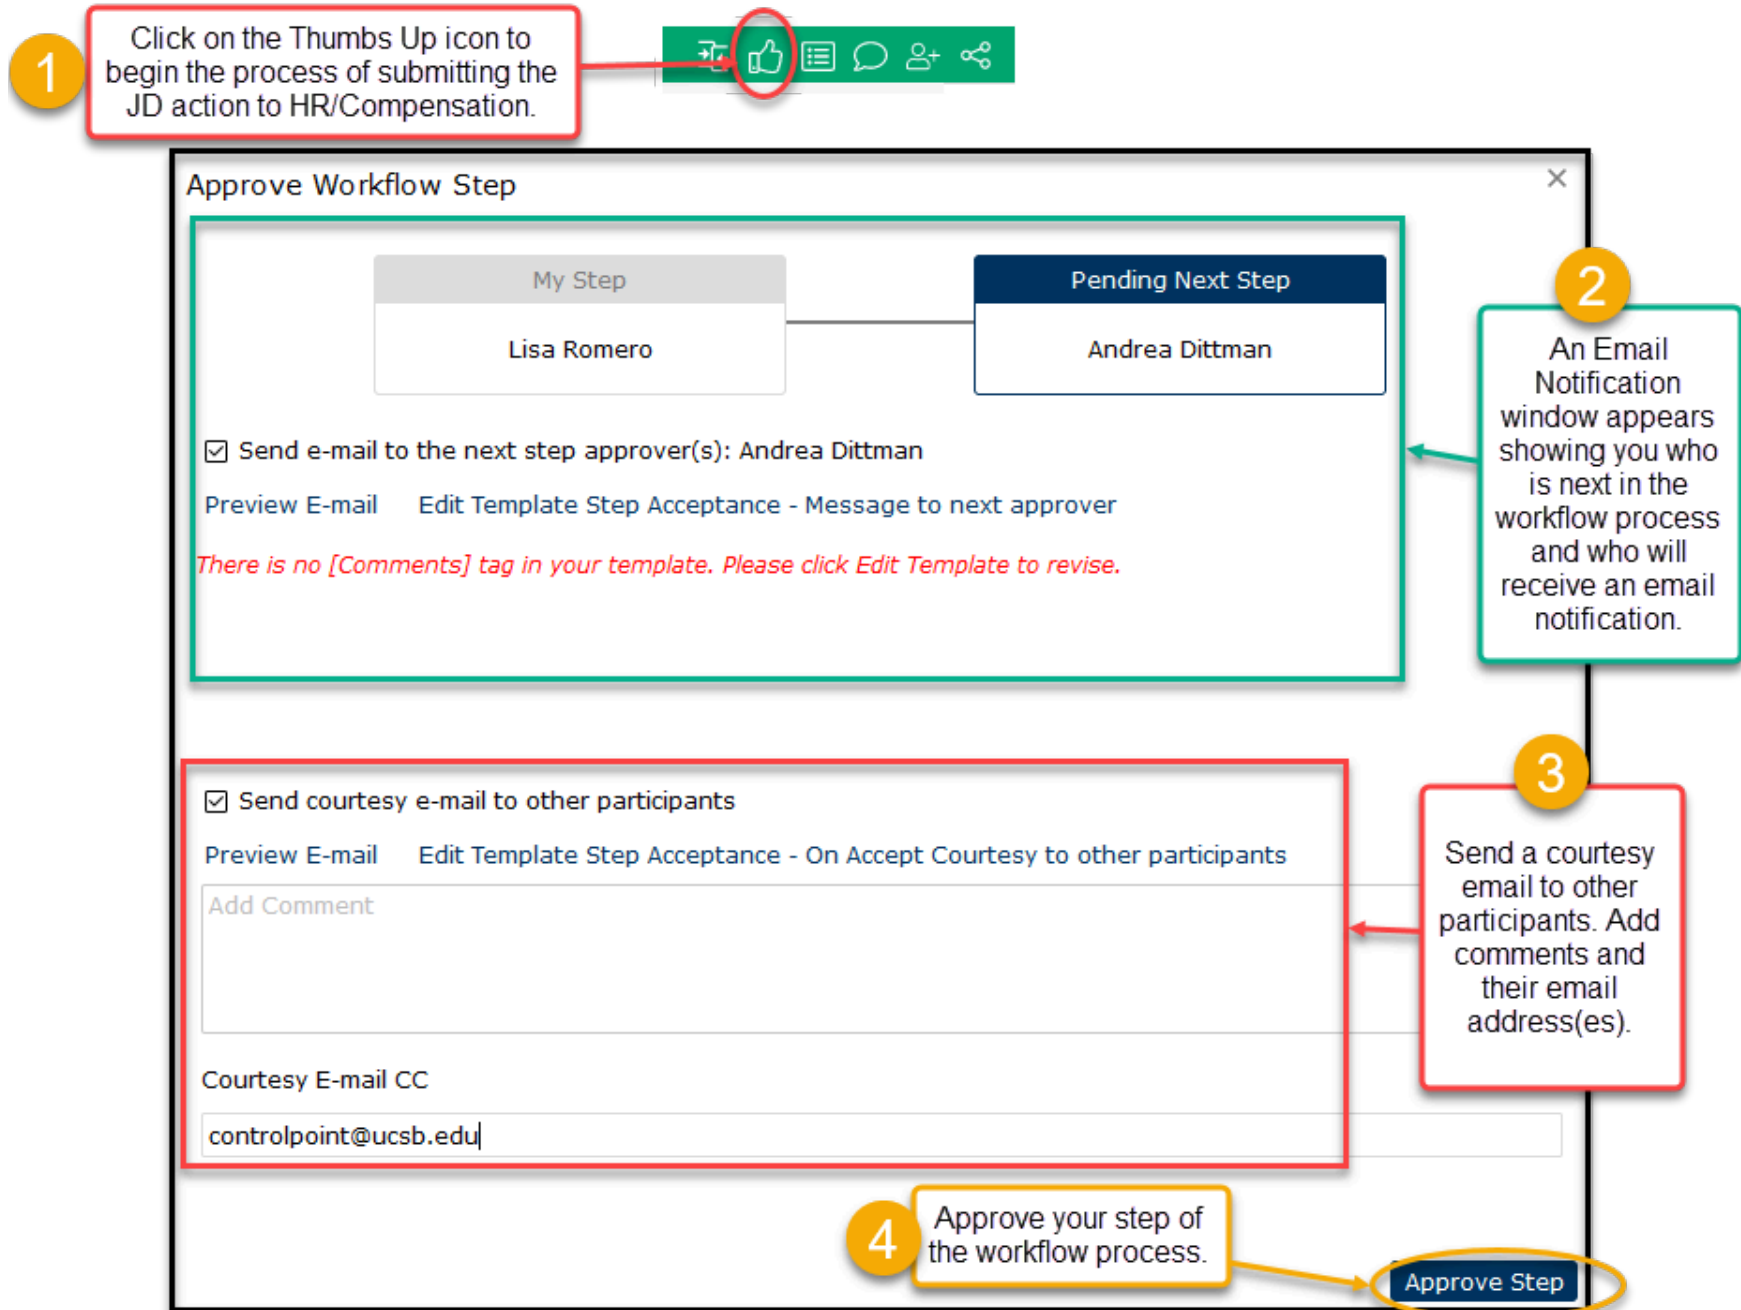 1
Click on the Thumbs Up icon to
begin the process of submitting the
JD action to HR/Compensation.
Approve Workflow Step
My Step
Lisa Romero
Pending Next Step
Andrea Dittman
Send e-mail to the next step approver(s): Andrea Dittman
Preview E-mail Edit Template Step Acceptance - Message to next approver
There is no [Comments] tag in your template. Please click Edit Template to revise.
2
An Email
Notification
window appears
showing you who
is next in the
workflow process
and who will
receive an email
notification.
Send courtesy e-mail to other participants
Preview E-mail Edit Template Step Acceptance - On Accept Courtesy to other participants
Add Comment
Courtesy E-mail CC
controlpoint@ucsb.edu
3
Send a courtesy
email to other
participants. Add
comments and
their email
address(es).
4
Approve your step of
the workflow process.
Approve Step